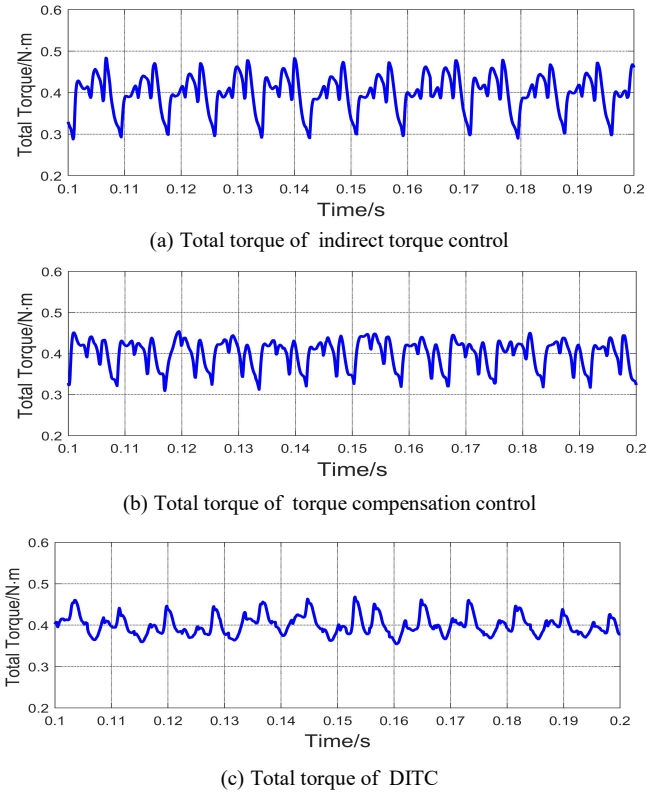 0.6
0.5
0.4
0.3
0.2
Total Torque/N·m
0.1 0.11 0.12 0.13 0.14 0.15 0.16 0.17 0.18 0.19 0.2
Time/s
(a) Total torque of indirect torque control
0.6
0.5
0.4
0.3
0.2
Total Torque/N·m
0.1 0.11 0.12 0.13 0.14 0.15 0.16 0.17 0.18 0.19 0.2
Time/s
(b) Total torque of torque compensation control
0.6
0.5
0.4
0.3
0.2
Total Torque/N·m
0.1 0.11 0.12 0.13 0.14 0.15 0.16 0.17 0.18 0.19 0.2
Time/s
(c) Total torque of DITC